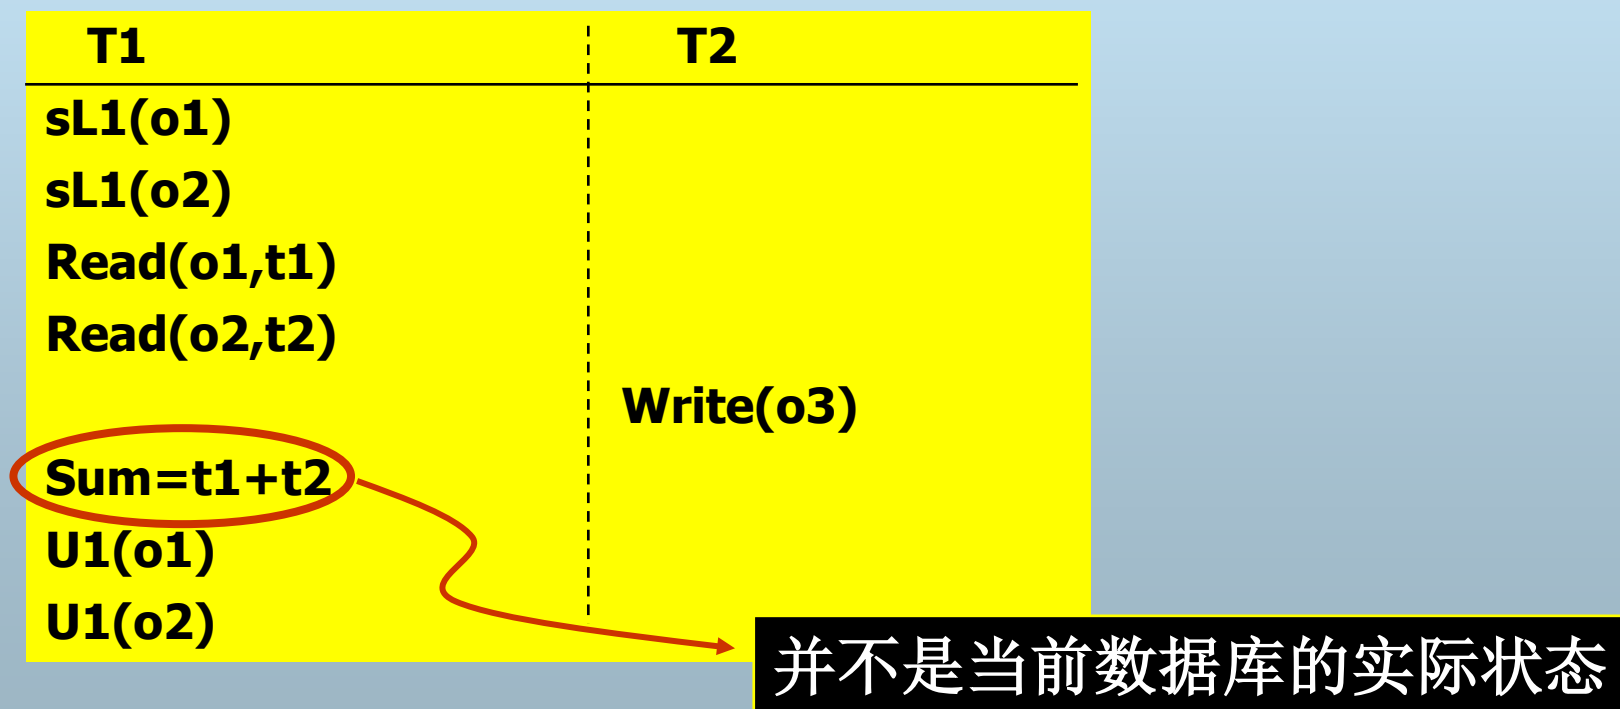 T1 T2
sL1(o1)
sL1(o2)
Read(o1,t1)
Read(o2,t2)
Write(o3)
Sum=t1+t2
U1(o1)
U1(o2)
并不是当前数据库的实际状态